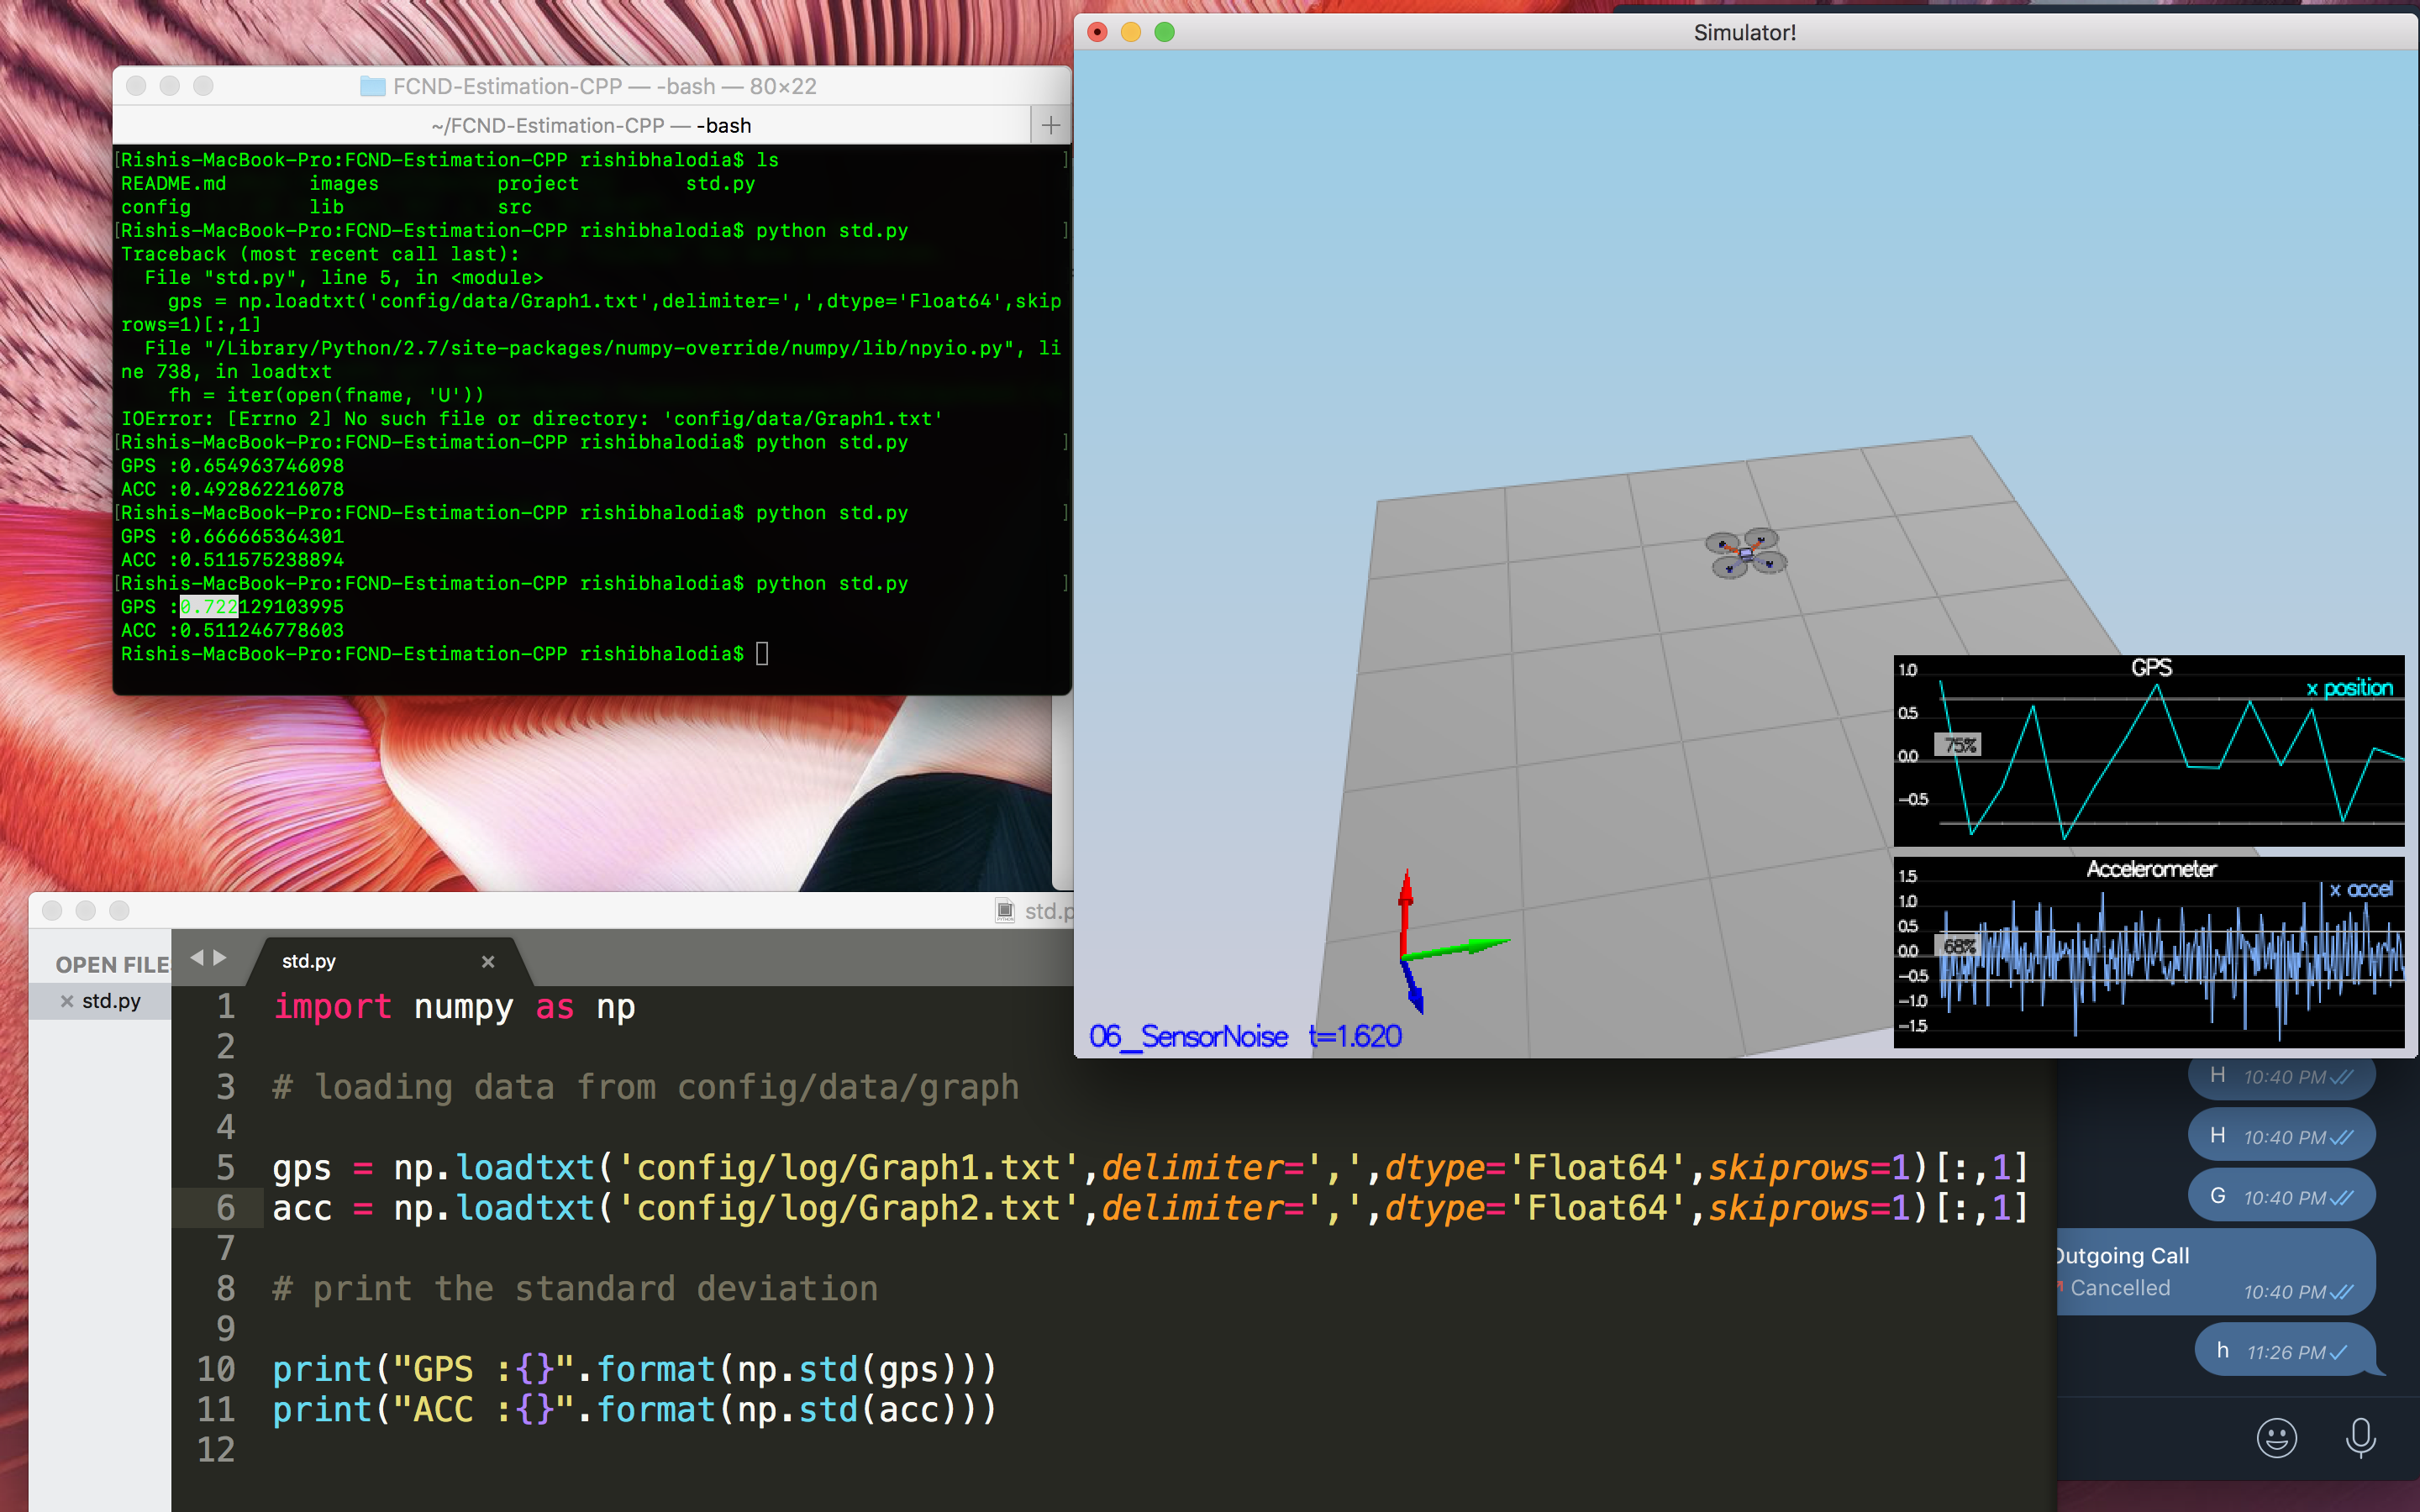 FCND-Estimation-CPP — -bash — 80×22
~/FCND-Estimation-CPP — -bash
[Rishis-MacBook-Pro:FCND-Estimation-CPP rishibhalodia$ ls ]
README.md images project std.py
config lib src
[Rishis-MacBook-Pro:FCND-Estimation-CPP rishibhalodia$ python std.py ]
Traceback (most recent call last):
File "std.py", line 5, in <module>
gps = np.loadtxt('config/data/Graph1.txt',delimiter=',',dtype='Float64',skip
rows=1)[:,1]
File "/Library/Python/2.7/site-packages/numpy-override/numpy/lib/npyio.py", li
ne 738, in loadtxt
fh = iter(open(fname, 'U'))
IOError: [Errno 2] No such file or directory: 'config/data/Graph1.txt'
[Rishis-MacBook-Pro:FCND-Estimation-CPP rishibhalodia$ python std.py ]
GPS :0.654963746098
ACC :0.492862216078
[Rishis-MacBook-Pro:FCND-Estimation-CPP rishibhalodia$ python std.py ]
GPS :0.666665364301
ACC :0.511575238894
[Rishis-MacBook-Pro:FCND-Estimation-CPP rishibhalodia$ python std.py ]
GPS :0.722129103995
ACC :0.511246778603
Rishis-MacBook-Pro:FCND-Estimation-CPP rishibhalodia$
Simulator!
GPS
x position
1.0
0.5
0.0
-0.5
75%
Accelerometer
x accel
1.5
1.0
0.5
0.0
-0.5
-1.0
-1.5
68%
06_SensorNoise t=1.620
std.p
OPEN FILE
std.py
std.py
1 import numpy as np
2
3 # loading data from config/data/graph
4
5 gps = np.loadtxt('config/log/Graph1.txt',delimiter=',',dtype='Float64',skiprows=1)[:,1]
6 acc = np.loadtxt('config/log/Graph2.txt',delimiter=',',dtype='Float64',skiprows=1)[:,1]
7
8 # print the standard deviation
9
10 print("GPS :{}".format(np.std(gps)))
11 print("ACC :{}".format(np.std(acc)))
12
H 10:40 PM
H 10:40 PM
G 10:40 PM
Outgoing Call
Cancelled 10:40 PM
h 11:26 PM